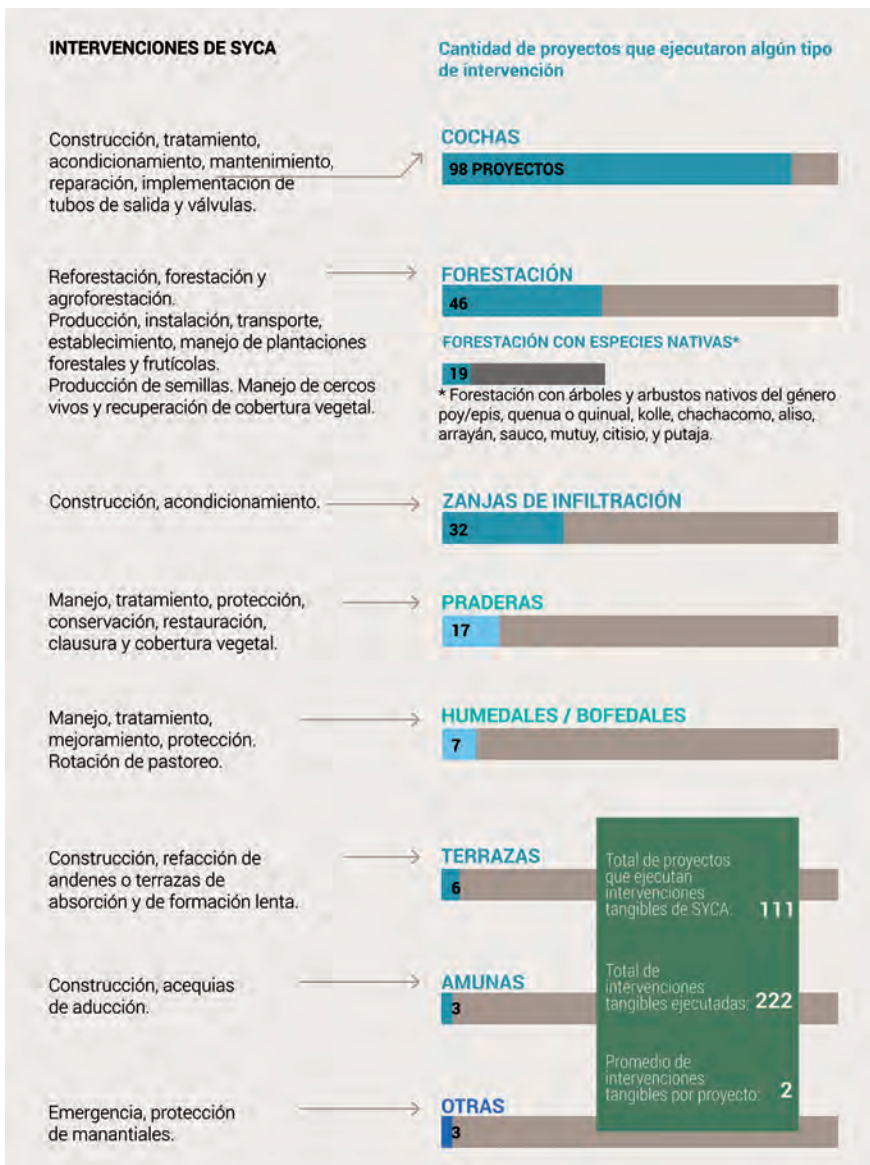 INTERVENCIONES DE SYCA
Cantidad de proyectos que ejecutaron algún tipo
de intervención
Construcción, tratamiento,
acondicionamiento, mantenimiento,
reparación, implementación de
tubos de salida y válvulas.
COCHAS
98 PROYECTOS
Reforestación, forestación y
agroforestación.
Producción, instalación, transporte,
establecimiento, manejo de plantaciones
forestales y frutícolas.
Producción de semillas. Manejo de cercos
vivos y recuperación de cobertura vegetal.
FORESTACIÓN
46
FORESTACIÓN CON ESPECIES NATIVAS*
19
* Forestación con árboles y arbustos nativos del género
poy/epis, quenua o quinual, kolle, chachacomo, aliso,
arrayán, sauco, mutuy, citisio, y putaja.
Construcción, acondicionamiento.
ZANJAS DE INFILTRACIÓN
32
Manejo, tratamiento, protección,
conservación, restauración,
clausura y cobertura vegetal.
PRADERAS
17
Manejo, tratamiento,
mejoramiento, protección.
Rotación de pastoreo.
HUMEDALES / BOFEDALES
7
Construcción, refacción de
andenes o terrazas de
absorción y de formación lenta.
TERRAZAS
6
Construcción, acequias
de aducción.
AMUNAS
3
Emergencia, protección
de manantiales.
OTRAS
3
Total de proyectos
que ejecutan
intervenciones
tangibles de SYCA: 111
Total de
intervenciones
tangibles ejecutadas: 222
Promedio de
intervenciones
tangibles por proyecto: 2